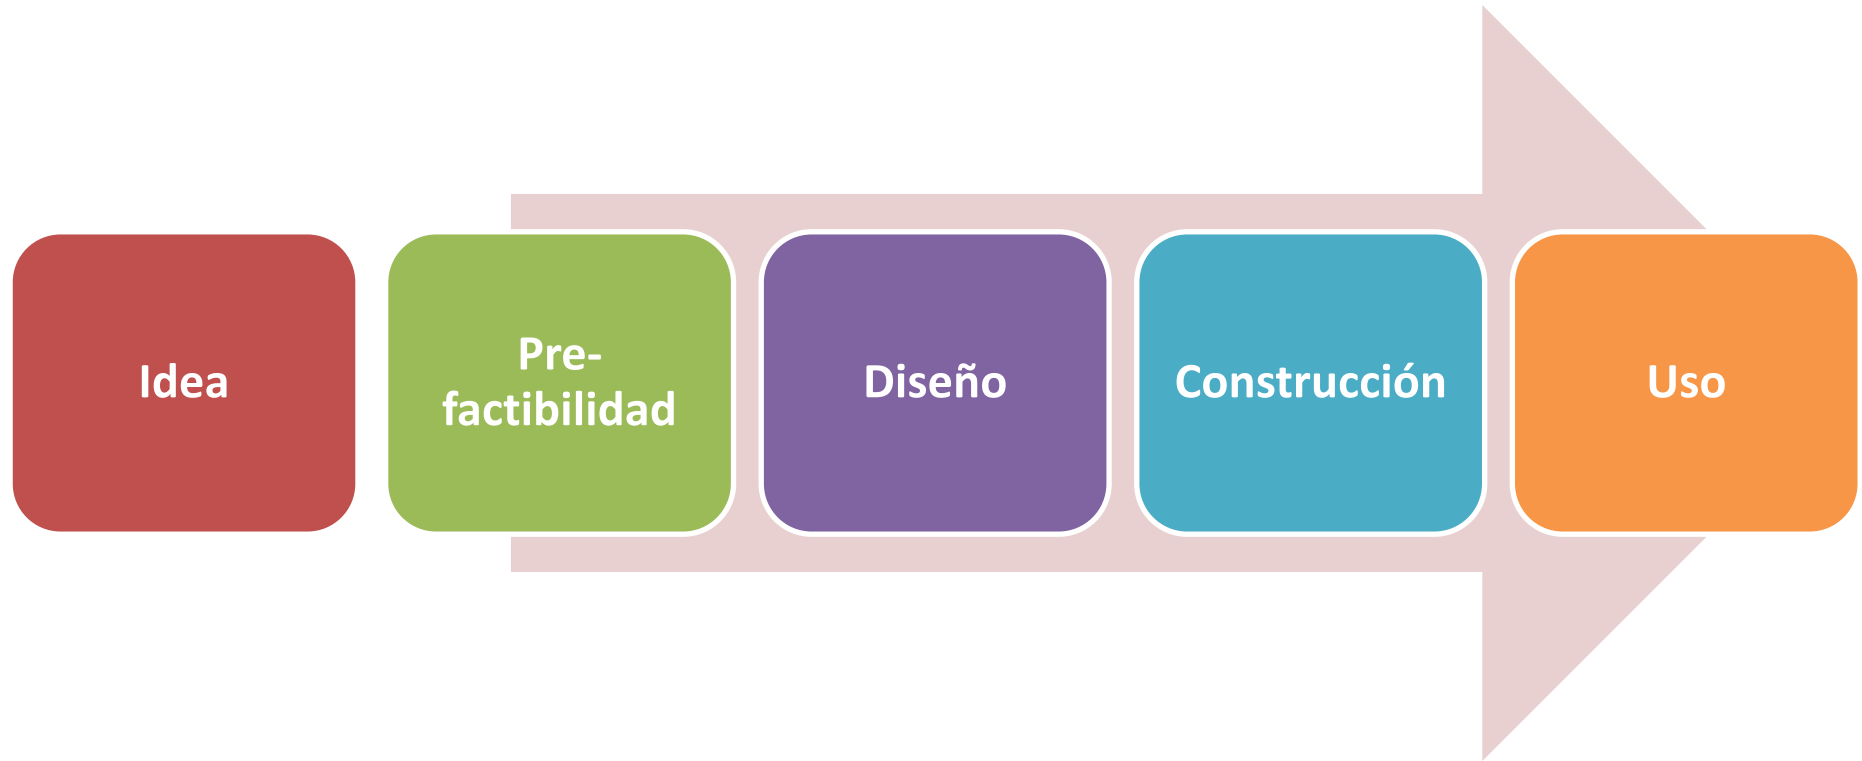 Idea
Pre-
factibilidad
Diseño
Construcción
Uso